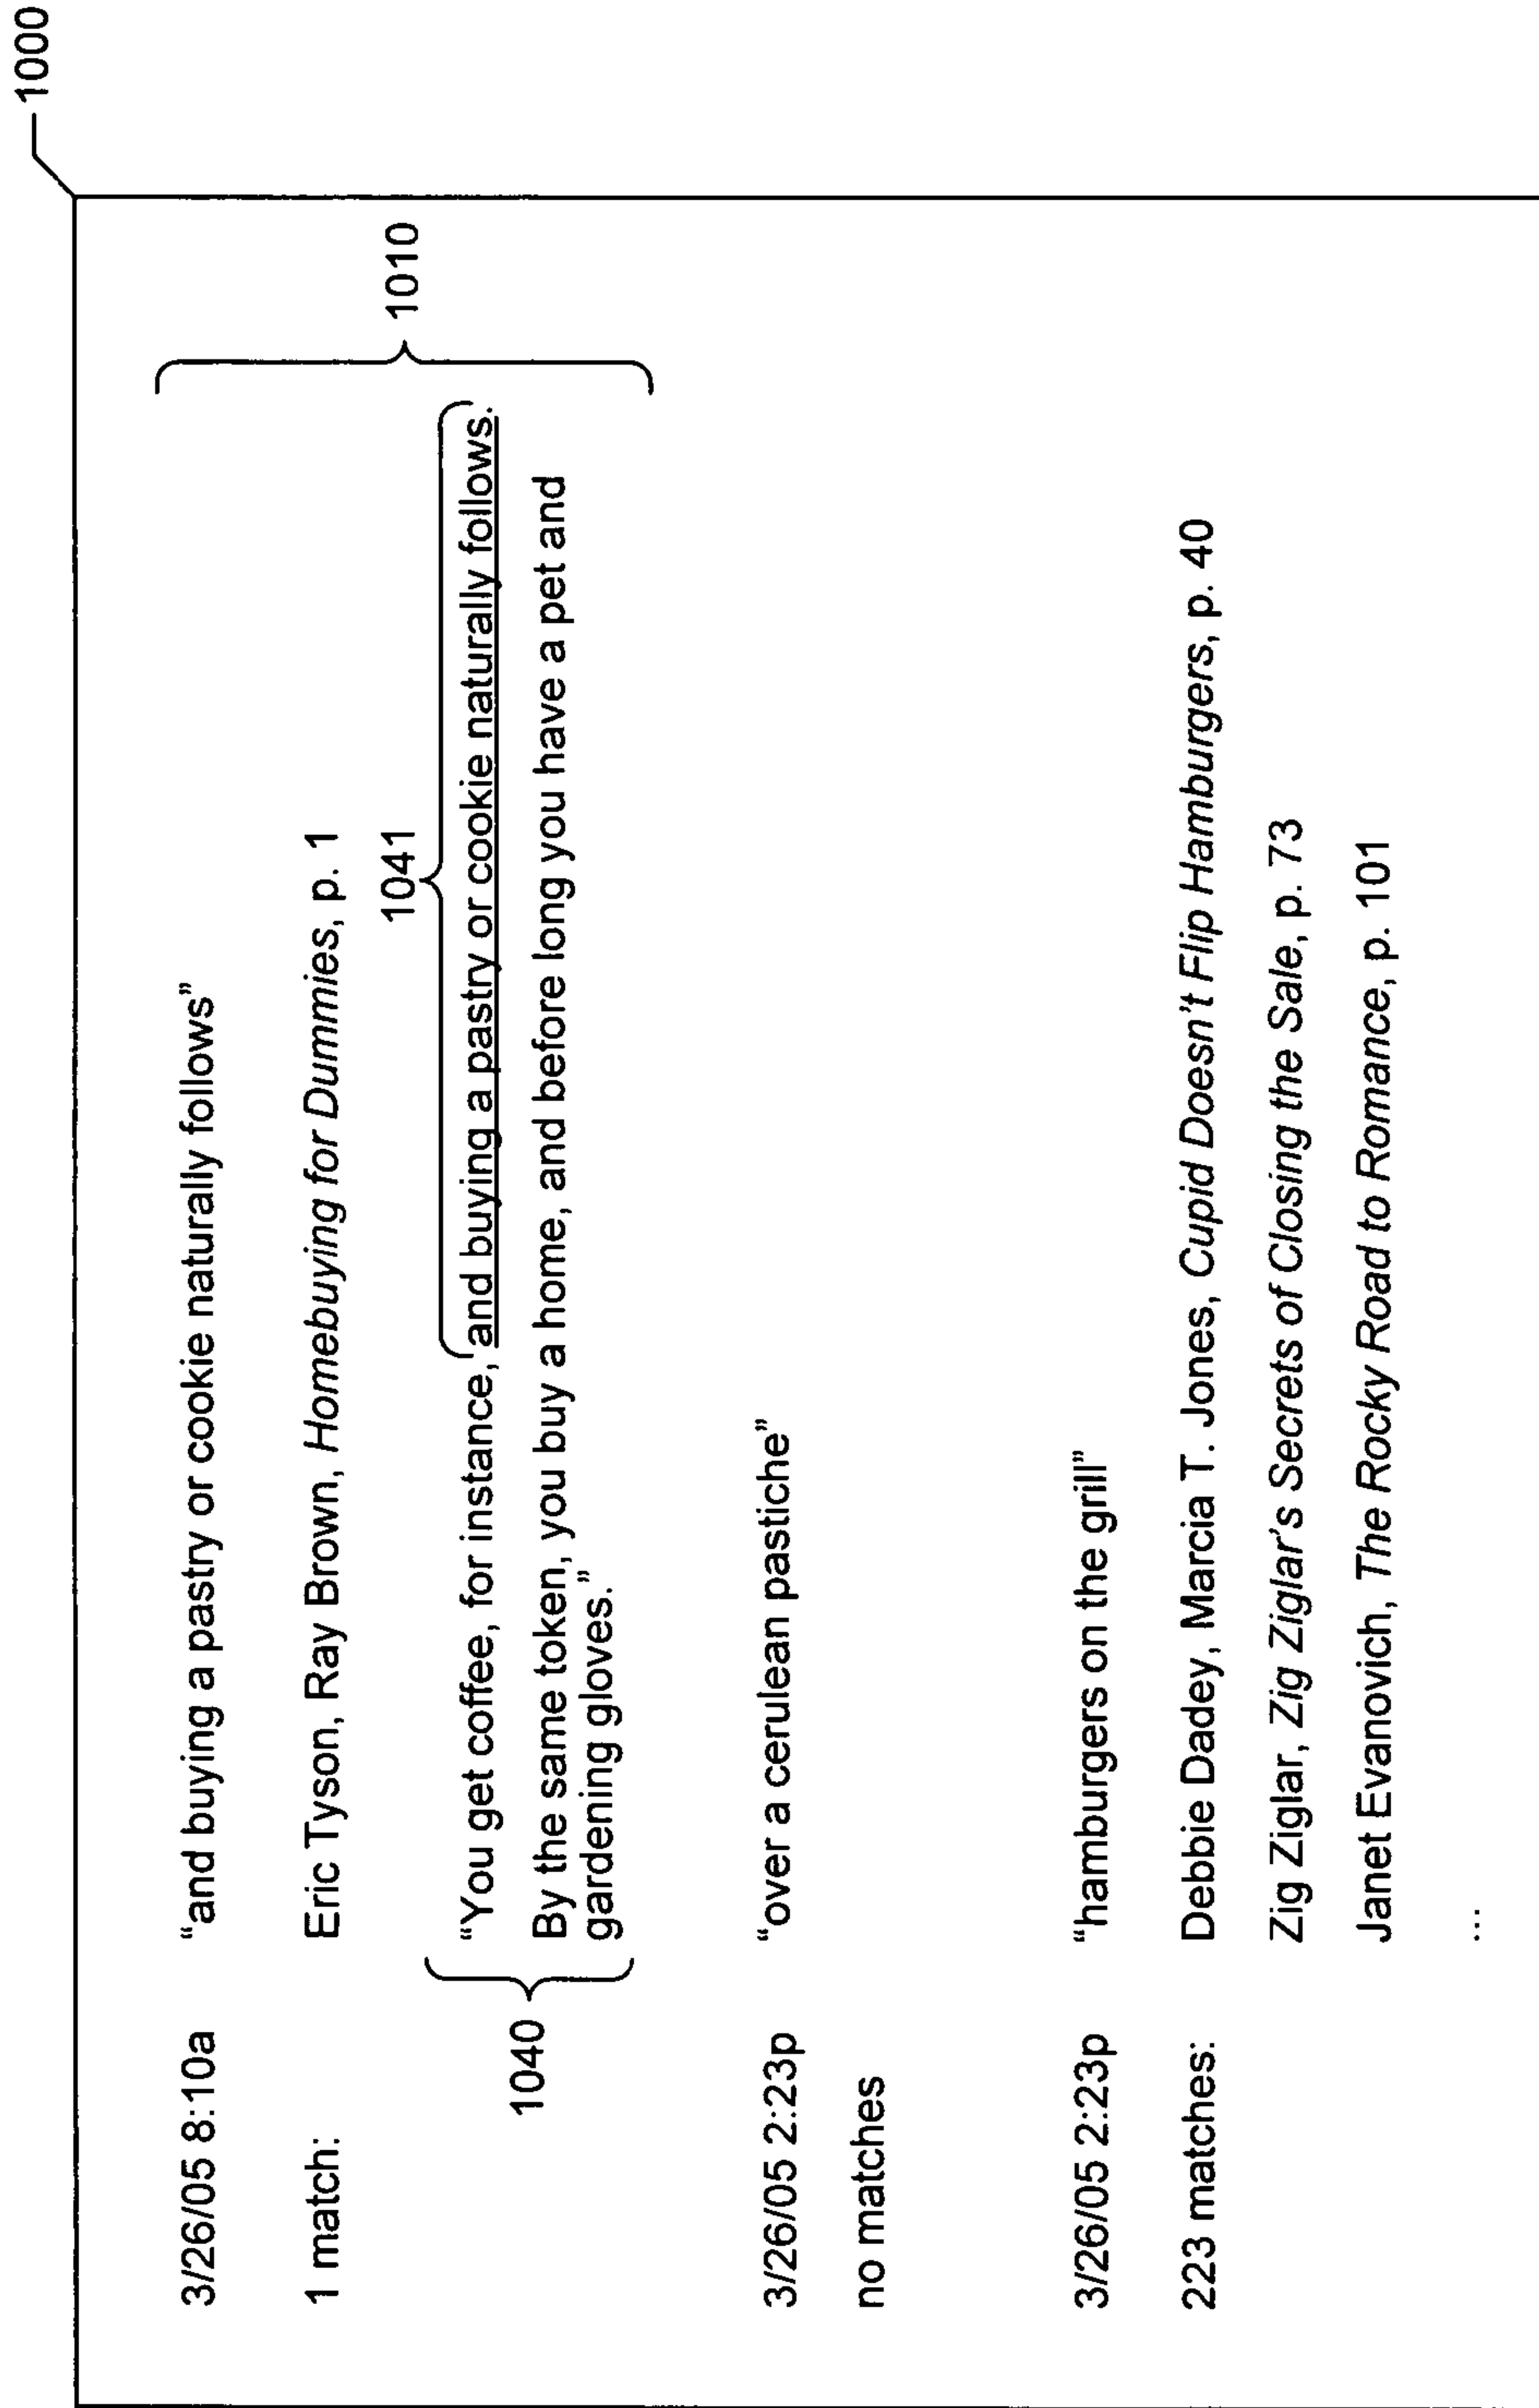 1000
3/26/05 8:10a “and buying a pastry or cookie naturally follows”
1 match: Eric Tyson, Ray Brown, Homebuying for Dummies, p. 1
1010
1041
“You get coffee, for instance, and buying a pastry or cookie naturally follows.
1040
By the same token, you buy a home, and before long you have a pet and
gardening gloves.”
3/26/05 2:23p “over a cerulean pastiche”
no matches
3/26/05 2:23p “hamburgers on the grill”
223 matches: Debbie Dadey, Marcia T. Jones, Cupid Doesn't Flip Hamburgers, p. 40
Zig Ziglar, Zig Ziglar's Secrets of Closing the Sale, p. 73
Janet Evanovich, The Rocky Road to Romance, p. 101
...